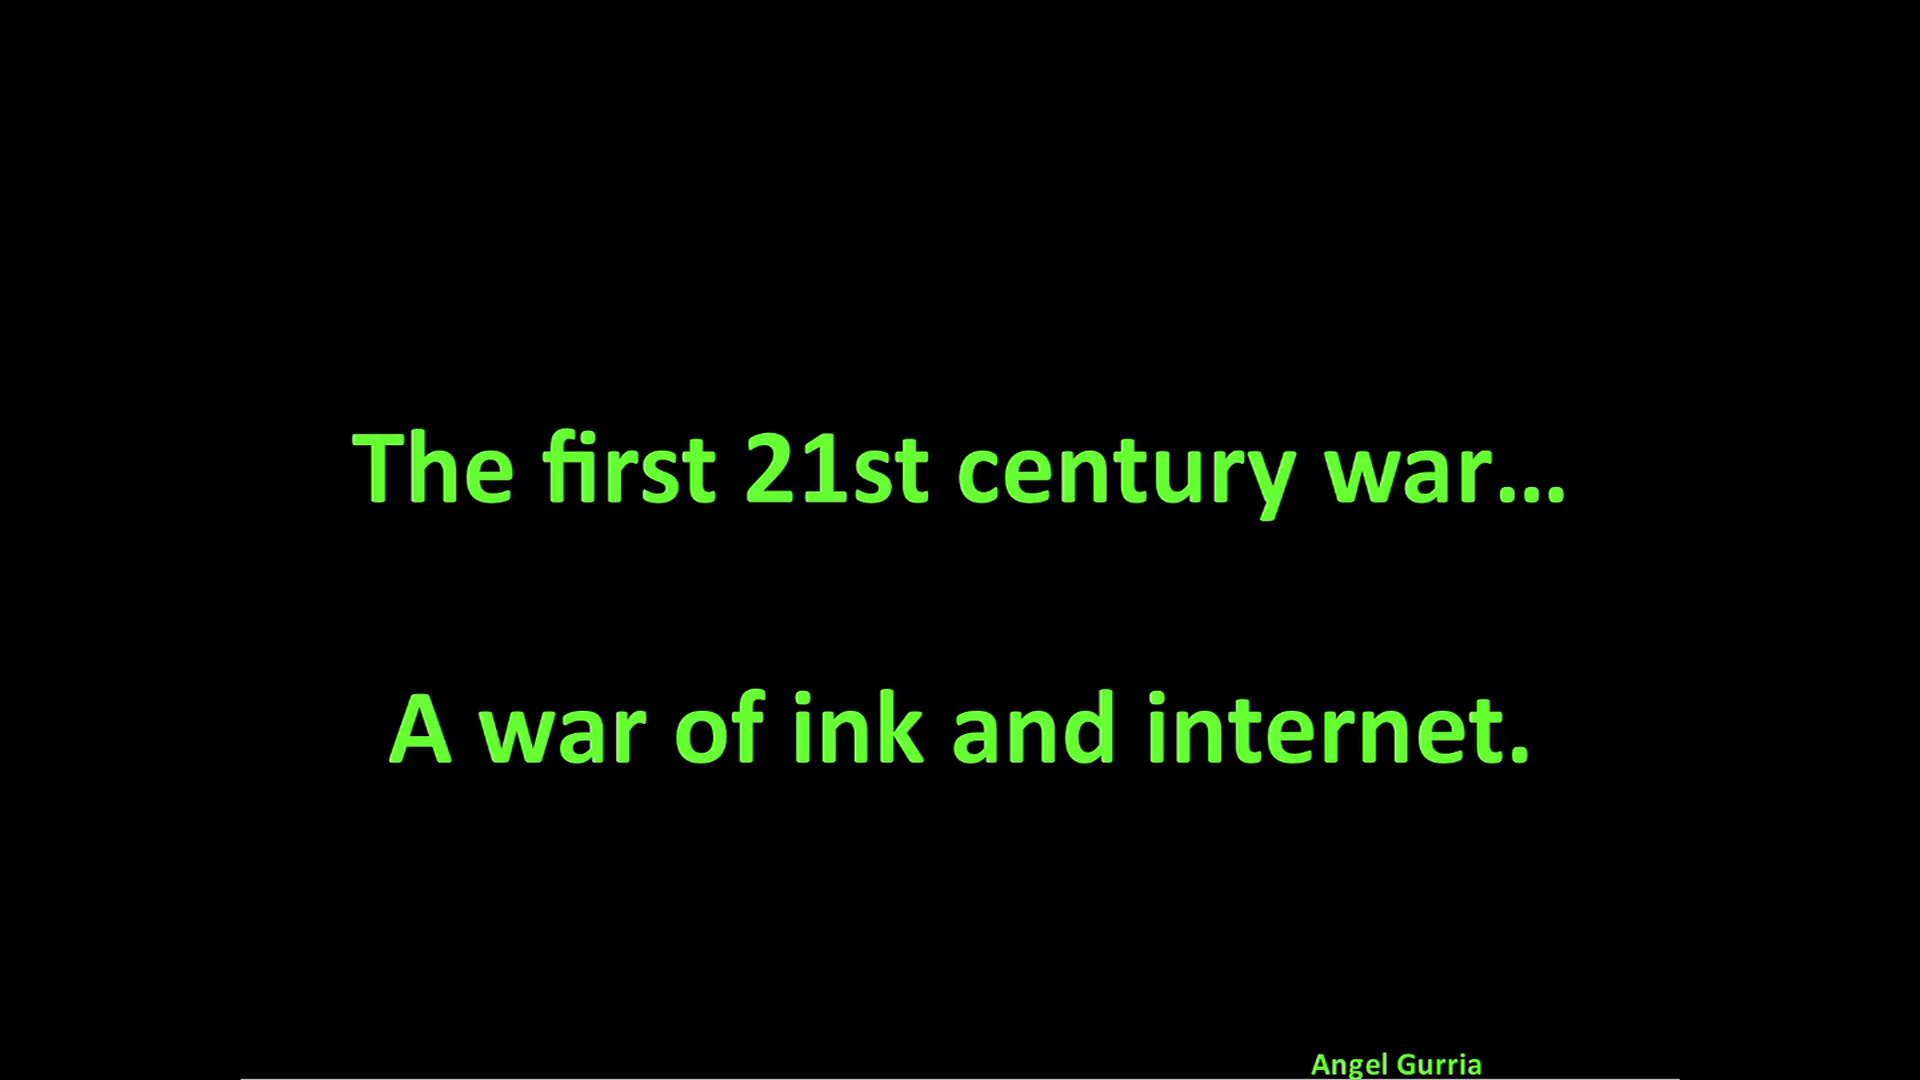 The first 21st century war...
A war of ink and internet.
Angel Gurria